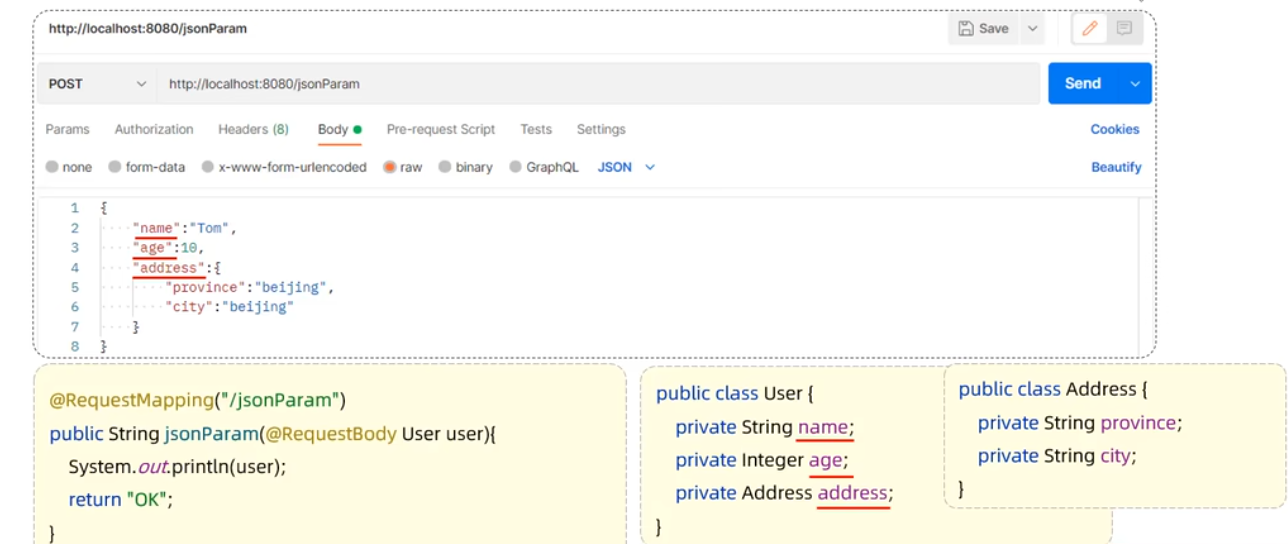 http://localhost:8080/jsonParam
Save
POST
http://localhost:8080/jsonParam
Send
Params Authorization Headers (8) Body Pre-request Script Tests Settings Cookies
none form-data x-www-form-urlencoded raw binary GraphQL JSON Beautify
1 {
2 "name":"Tom",
3 "age":10,
4 "address":{
5 "province":"beijing",
6 "city":"beijing"
7 }
8 }
@RequestMapping("/jsonParam")
public String jsonParam(@RequestBody User user){
System.out.println(user);
return "OK";
}
public class User {
private String name;
private Integer age;
private Address address;
}
public class Address {
private String province;
private String city;
}